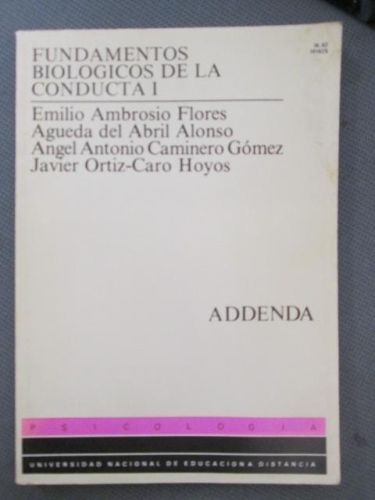 FUNDAMENTOS
BIOLOGICOS DE LA
CONDUCTA I
Emilio Ambrosio Flores
Agueda del Abril Alonso
Angel Antonio Caminero Gómez
Javier Ortiz-Caro Hoyos
ADDENDA
PSICOLOGIA
UNIVERSIDAD NACIONAL DE EDUCACION A DISTANCIA